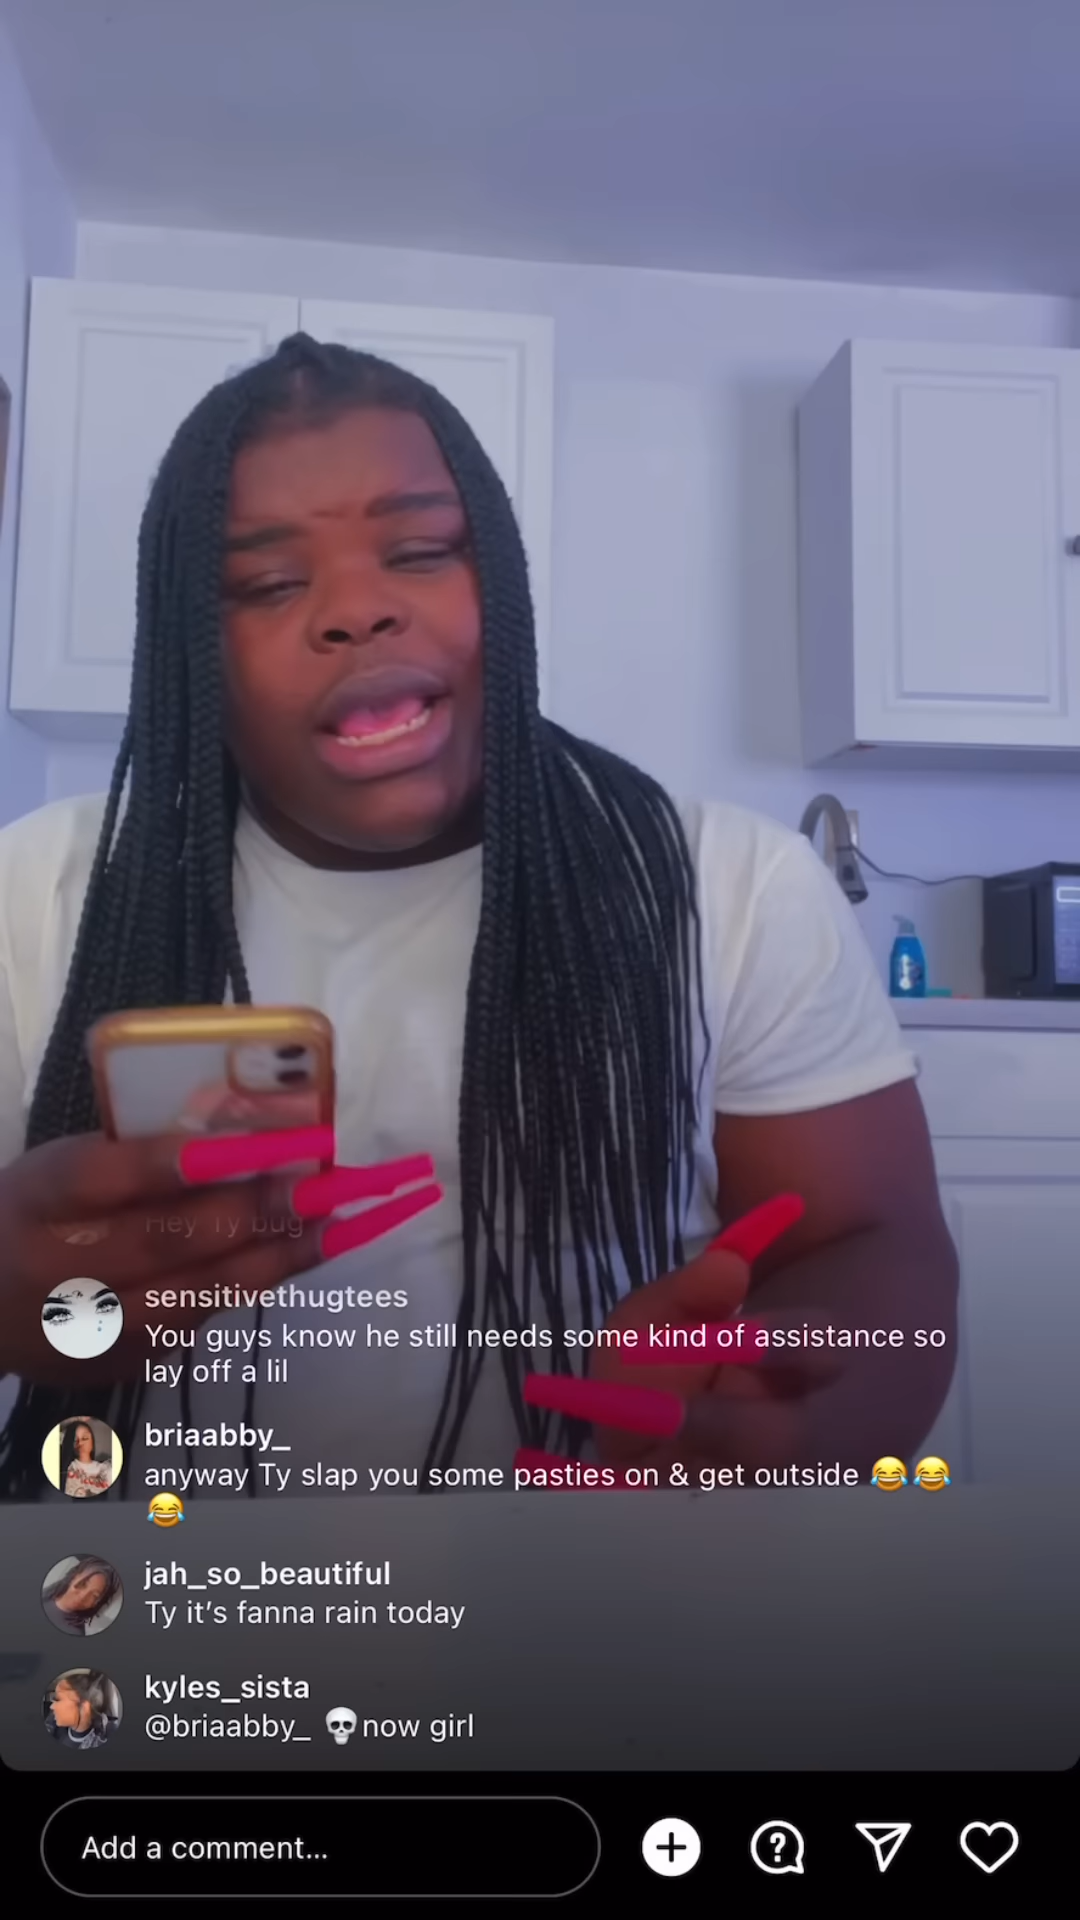 Hey Ty bug
sensitivethugtees
You guys know he still needs some kind of assistance so
lay off a lil
briaabby_
anyway Ty slap you some pasties on & get outside 😂😂
😂
jah_so_beautiful
Ty it’s fanna rain today
kyles_sista
@briaabby_ 💀now girl
Add a comment...